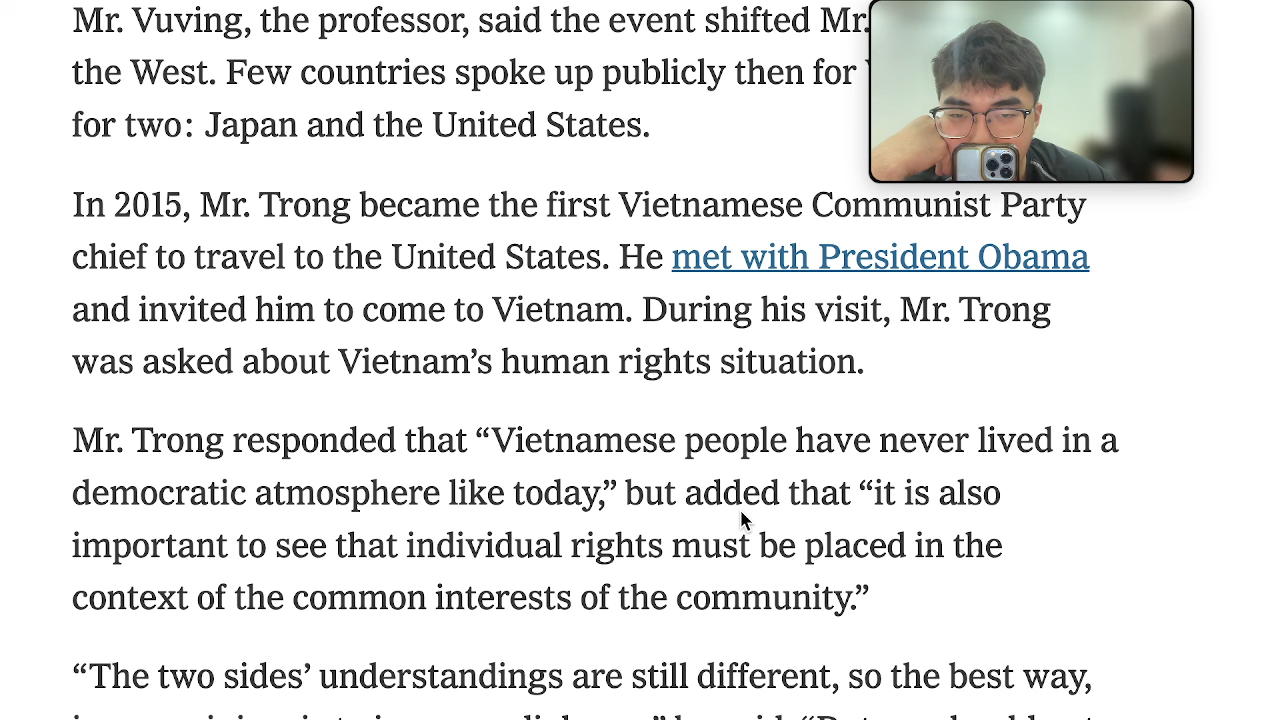 Mr. Vuving, the professor, said the event shifted Mr.
the West. Few countries spoke up publicly then for
for two: Japan and the United States.
In 2015, Mr. Trong became the first Vietnamese Communist Party
chief to travel to the United States. He met with President Obama
and invited him to come to Vietnam. During his visit, Mr. Trong
was asked about Vietnam’s human rights situation.
Mr. Trong responded that “Vietnamese people have never lived in a
democratic atmosphere like today,” but added that “it is also
important to see that individual rights must be placed in the
context of the common interests of the community.”
“The two sides’ understandings are still different, so the best way,